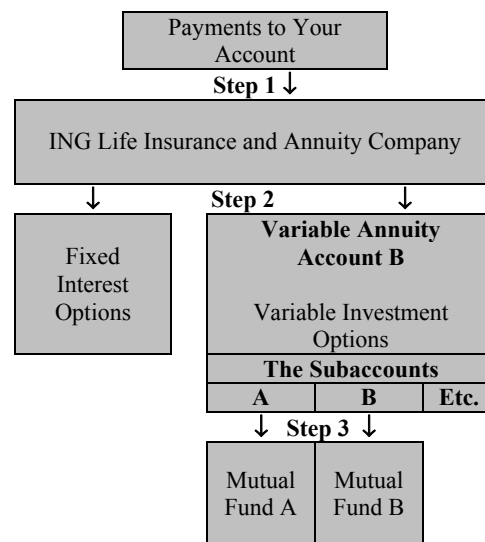 Payments to Your
Account
Step 1 ↓
ING Life Insurance and Annuity Company
↓ ↓
Step 2
Fixed
Interest
Options
Variable Annuity
Account B
Variable Investment
Options
The Subaccounts
A B Etc.
↓ Step 3 ↓
Mutual
Fund A
Mutual
Fund B